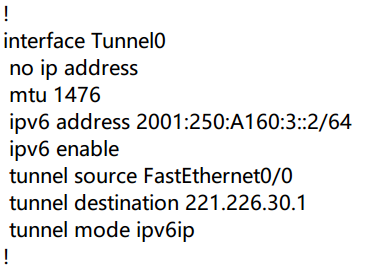 !
interface Tunnel0
no ip address
mtu 1476
ipv6 address 2001:250:A160:3::2/64
ipv6 enable
tunnel source FastEthernet0/0
tunnel destination 221.226.30.1
tunnel mode ipv6ip
!